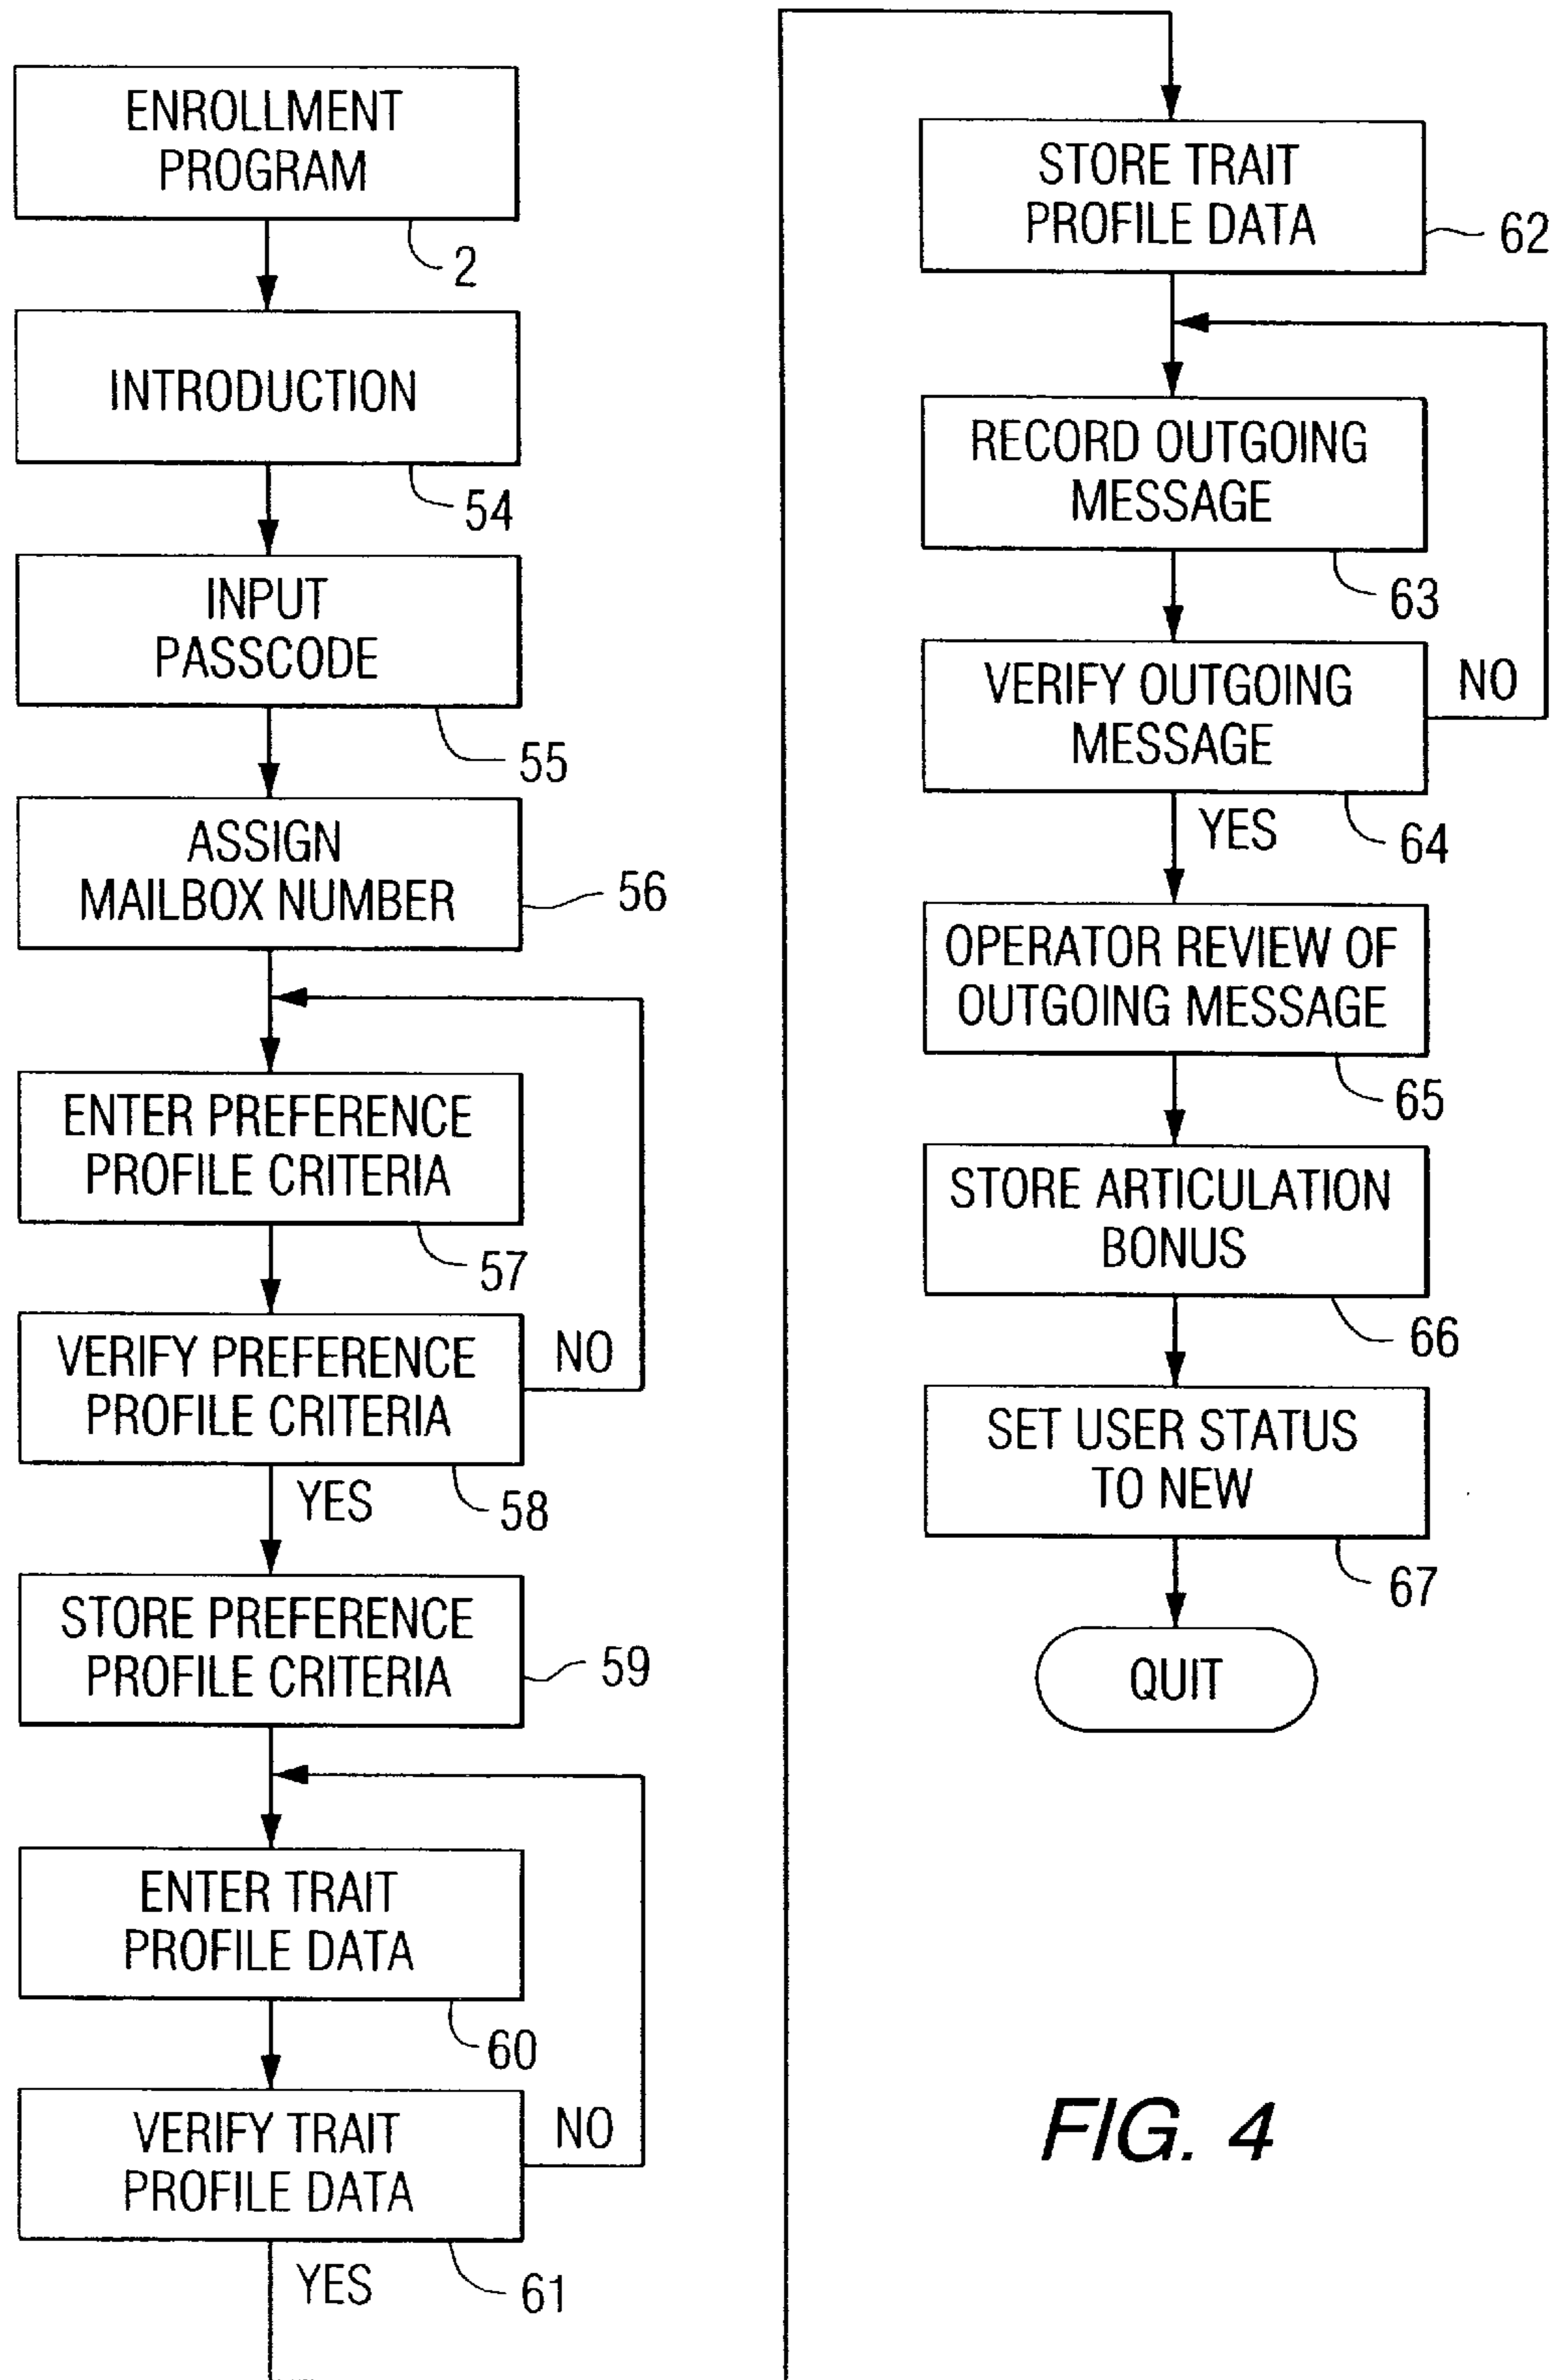 ENROLLMENT
PROGRAM
2
INTRODUCTION
54
INPUT
PASSCODE
55
ASSIGN
MAILBOX NUMBER
56
ENTER PREFERENCE
PROFILE CRITERIA
57
VERIFY PREFERENCE
PROFILE CRITERIA
NO
YES
58
STORE PREFERENCE
PROFILE CRITERIA
59
ENTER TRAIT
PROFILE DATA
60
VERIFY TRAIT
PROFILE DATA
NO
YES
61
STORE TRAIT
PROFILE DATA
62
RECORD OUTGOING
MESSAGE
63
VERIFY OUTGOING
MESSAGE
NO
YES
64
OPERATOR REVIEW OF
OUTGOING MESSAGE
65
STORE ARTICULATION
BONUS
66
SET USER STATUS
TO NEW
67
QUIT
FIG. 4